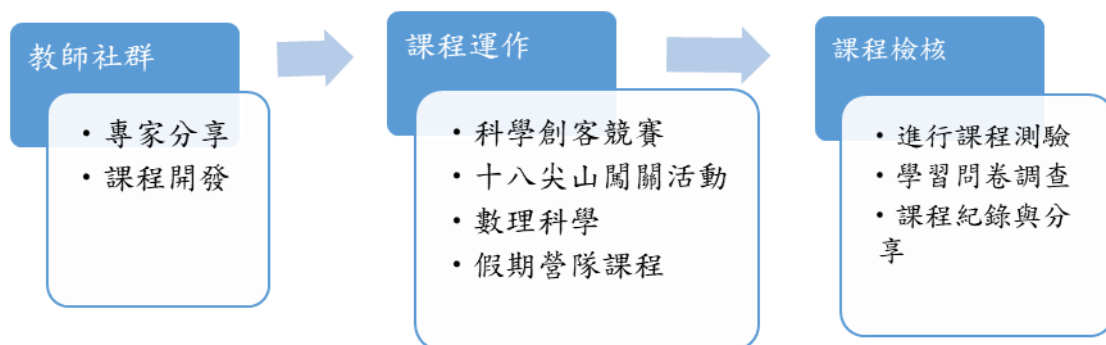 教師社群
・專家分享
・課程開發
課程運作
・科學創客競賽
・十八尖山闖關活動
・數理科學
・假期營隊課程
課程檢核
・進行課程測驗
・學習問卷調查
・課程紀錄與分
享